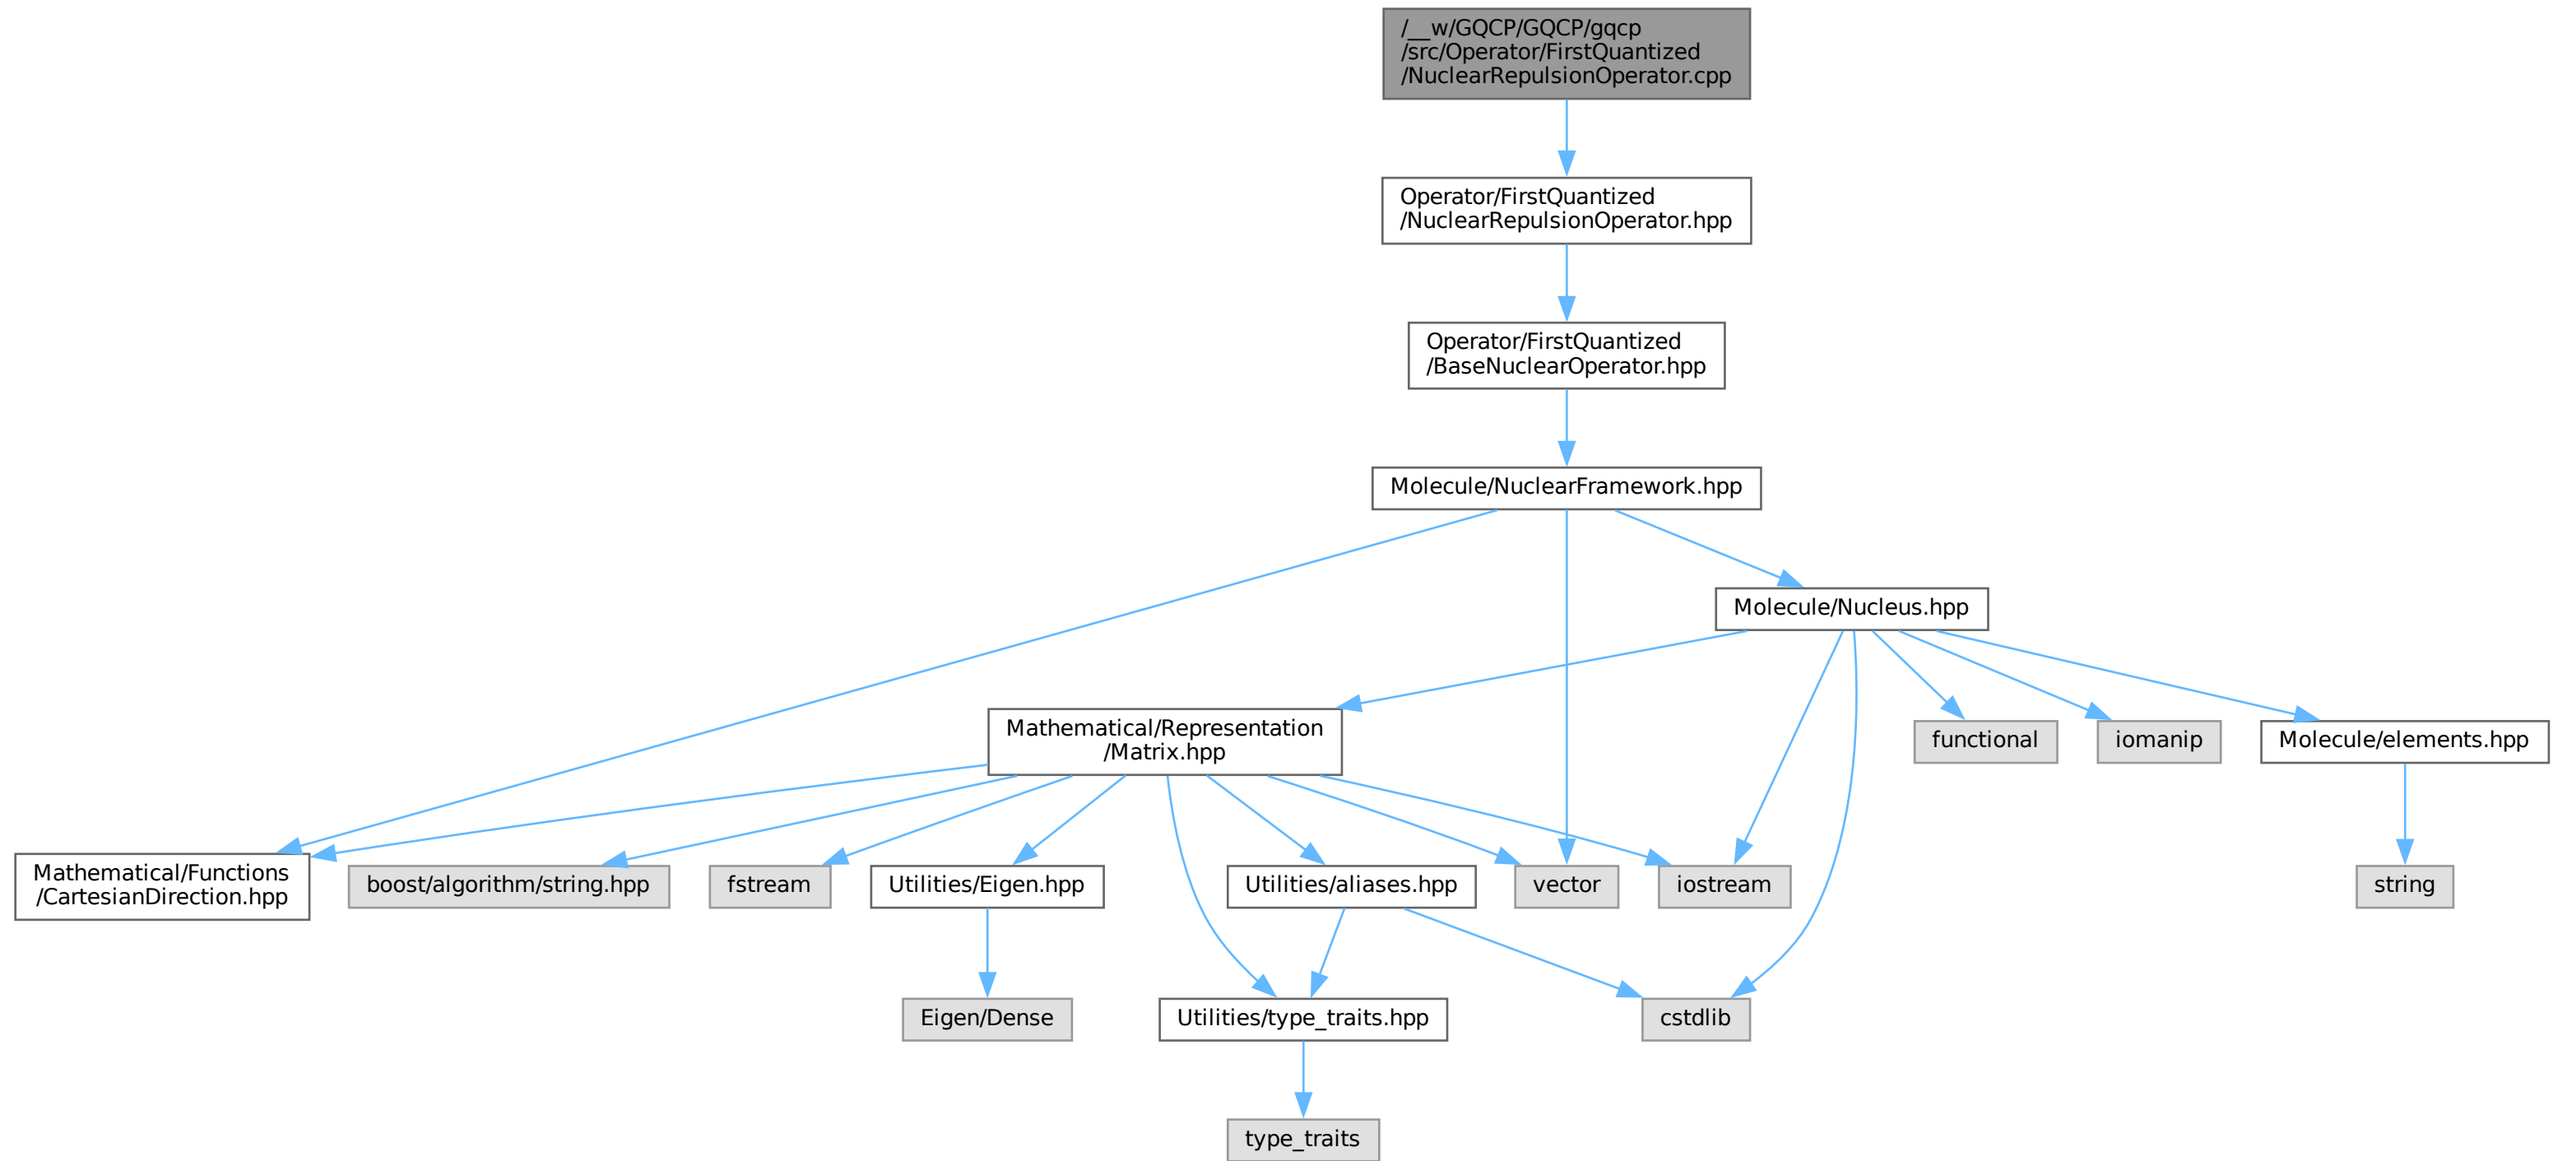 /__w/GQCP/GQCP/gqcp
/src/Operator/FirstQuantized
/NuclearRepulsionOperator.cpp
Operator/FirstQuantized
/NuclearRepulsionOperator.hpp
Operator/FirstQuantized
/BaseNuclearOperator.hpp
Molecule/NuclearFramework.hpp
Molecule/Nucleus.hpp
Mathematical/Representation
/Matrix.hpp
functional
iomanip
Molecule/elements.hpp
Mathematical/Functions
/CartesianDirection.hpp
boost/algorithm/string.hpp
fstream
Utilities/Eigen.hpp
Utilities/aliases.hpp
vector
iostream
string
Eigen/Dense
Utilities/type_traits.hpp
cstdlib
type_traits